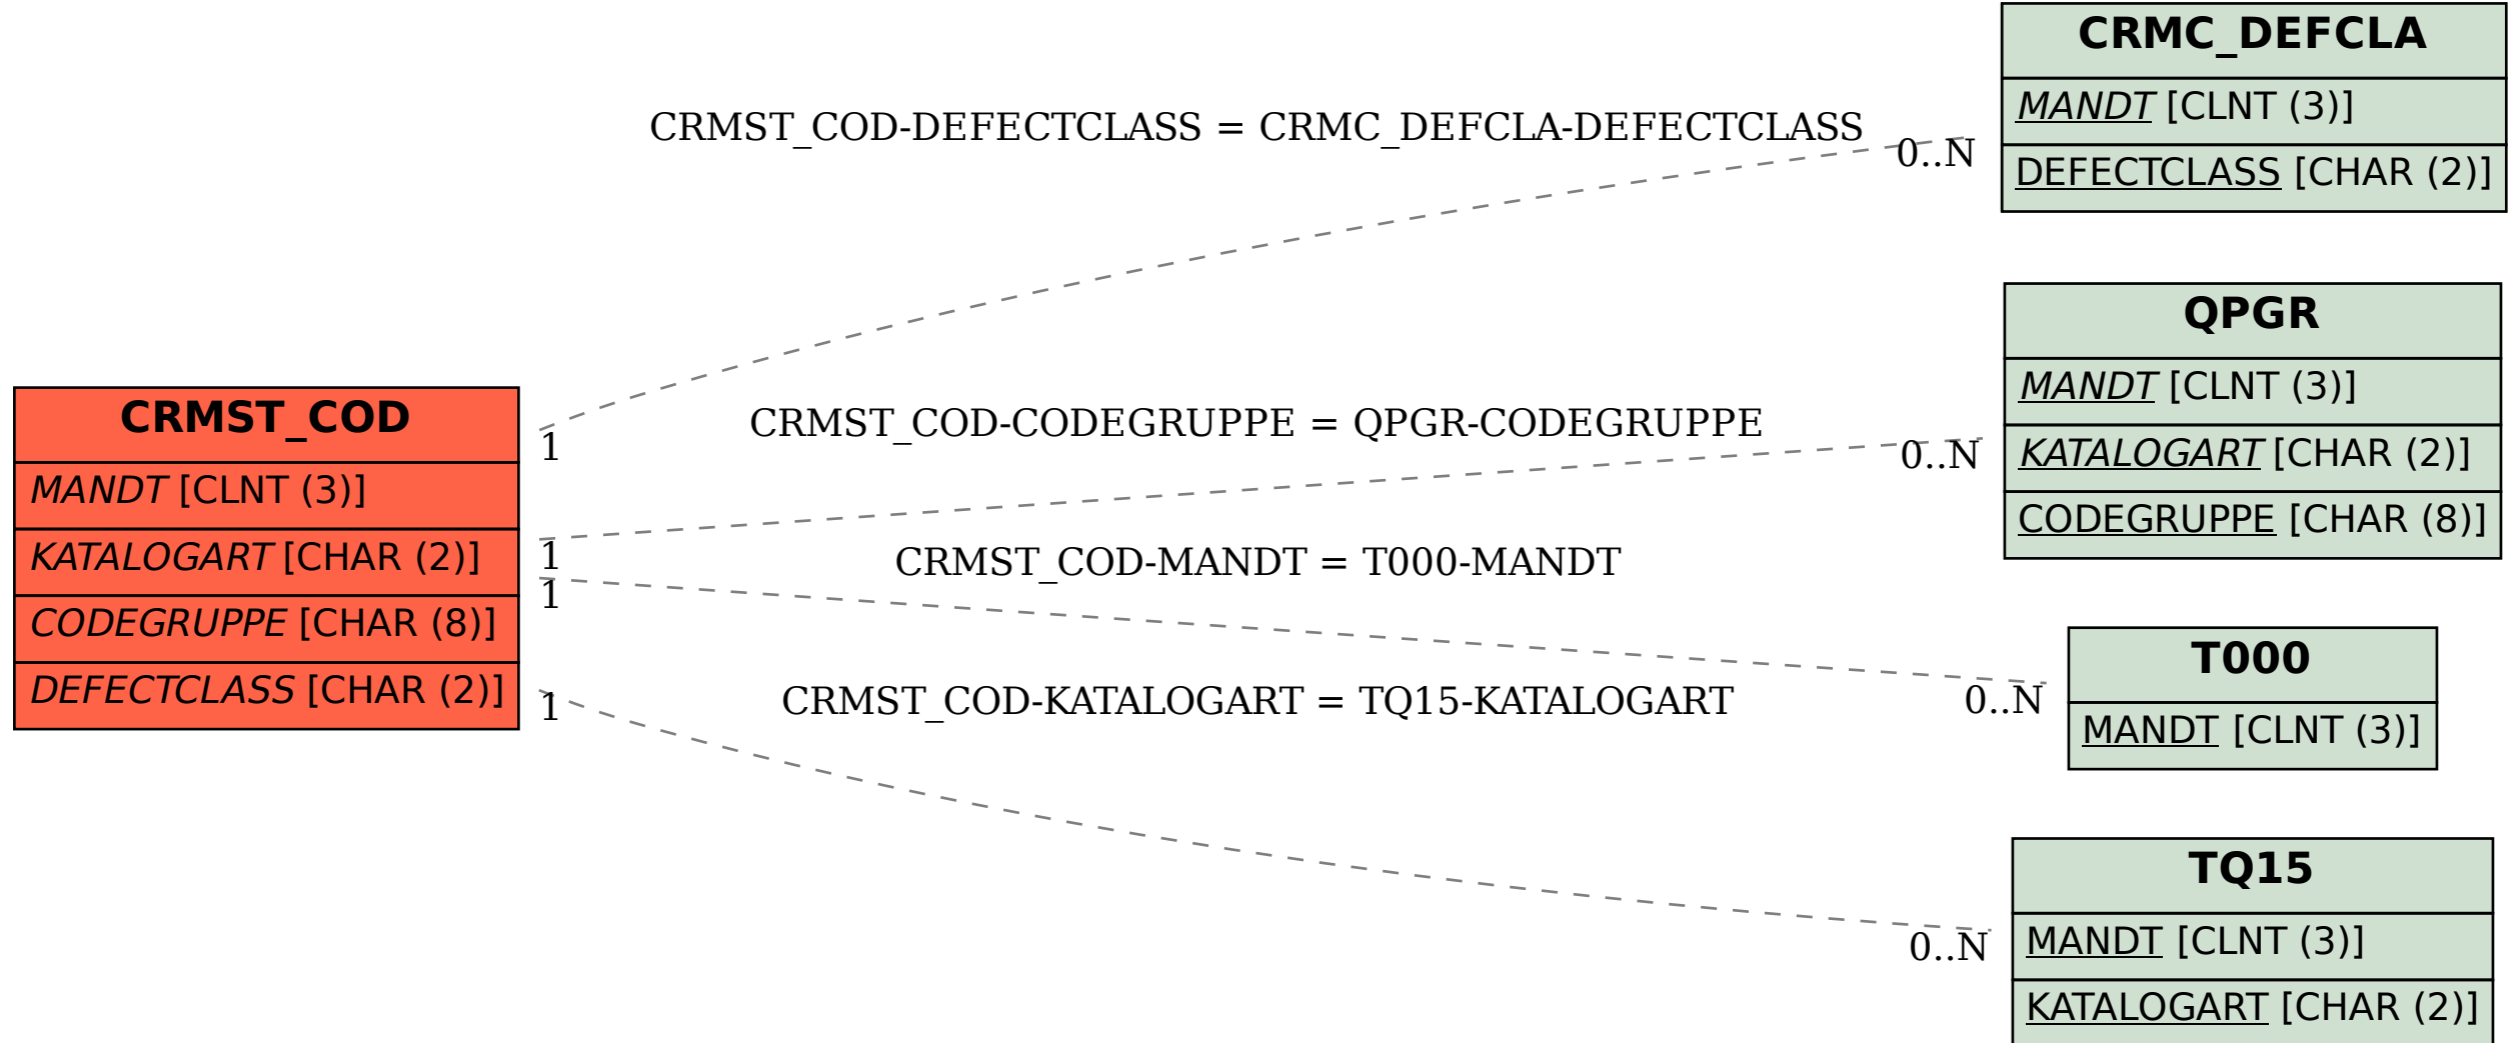 CRMST_COD
MANDT [CLNT (3)]
KATALOGART [CHAR (2)]
CODEGRUPPE [CHAR (8)]
DEFECTCLASS [CHAR (2)]
CRMST_COD-DEFECTCLASS = CRMC_DEFCLA-DEFECTCLASS
0..N
1
CRMST_COD-CODEGRUPPE = QPGR-CODEGRUPPE
0..N
1
CRMST_COD-MANDT = T000-MANDT
1
0..N
CRMST_COD-KATALOGART = TQ15-KATALOGART
1
0..N
CRMC_DEFCLA
MANDT [CLNT (3)]
DEFECTCLASS [CHAR (2)]
QPGR
MANDT [CLNT (3)]
KATALOGART [CHAR (2)]
CODEGRUPPE [CHAR (8)]
T000
MANDT [CLNT (3)]
TQ15
MANDT [CLNT (3)]
KATALOGART [CHAR (2)]